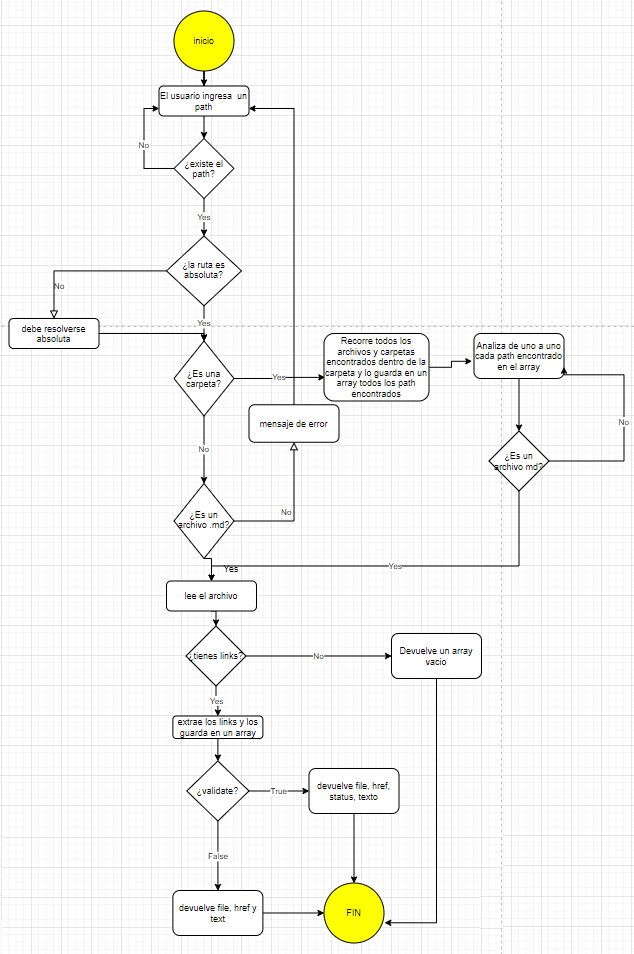 inicio
El usuario ingresa un
path
No
¿existe el
path?
Yes
¿la ruta es
absoluta?
No
Yes
debe resolverse
absoluta
¿Es una
carpeta?
Yes
Recorre todos los
archivos y carpetas
encontrados dentro de la
carpeta y lo guarda en un
array todos los path
encontrados
Analiza de uno a uno
cada path encontrado
en el array
mensaje de error
No
No
¿Es un
archivo md?
¿Es un
archivo .md?
No
Yes
Yes
lee el archivo
¿tienes links?
No
Devuelve un array
vacio
Yes
extrae los links y los
guarda en un array
¿validate?
True
devuelve file, href,
status, texto
False
devuelve file, href y
text
FIN